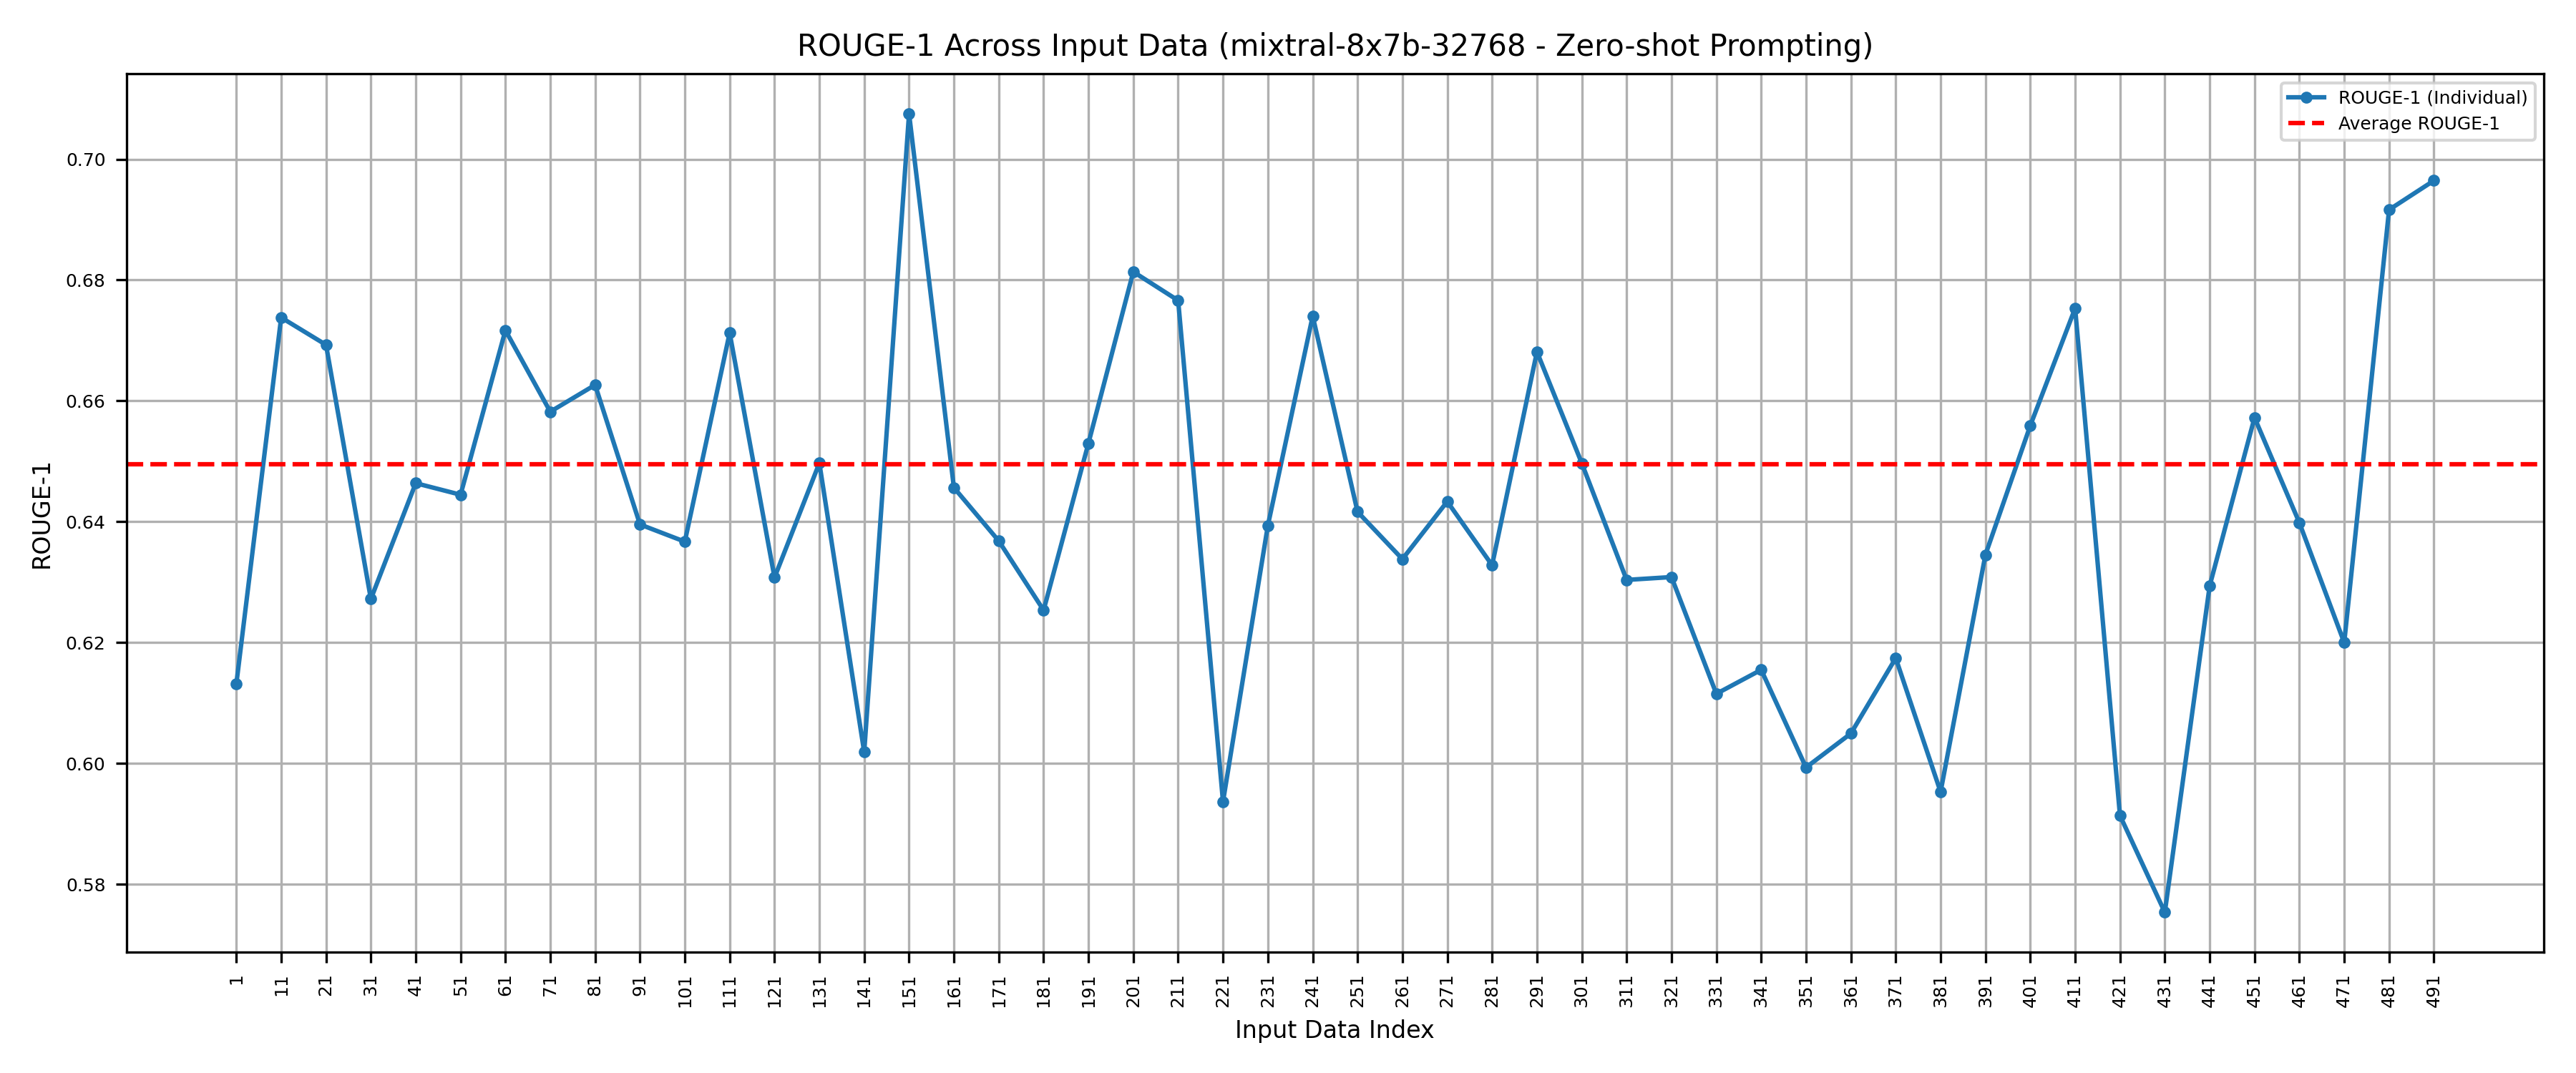 ROUGE-1 Across Input Data (mixtral-8x7b-32768 - Zero-shot Prompting)
ROUGE-1 (Individual)
Average ROUGE-1
0.70
0.68
0.66
0.64
0.62
0.60
0.58
ROUGE-1
1 11 21 31 41 51 61 71 81 91 101 111 121 131 141 151 161 171 181 191 201 211 221 231 241 251 261 271 281 291 301 311 321 331 341 351 361 371 381 391 401 411 421 431 441 451 461 471 481 491
Input Data Index